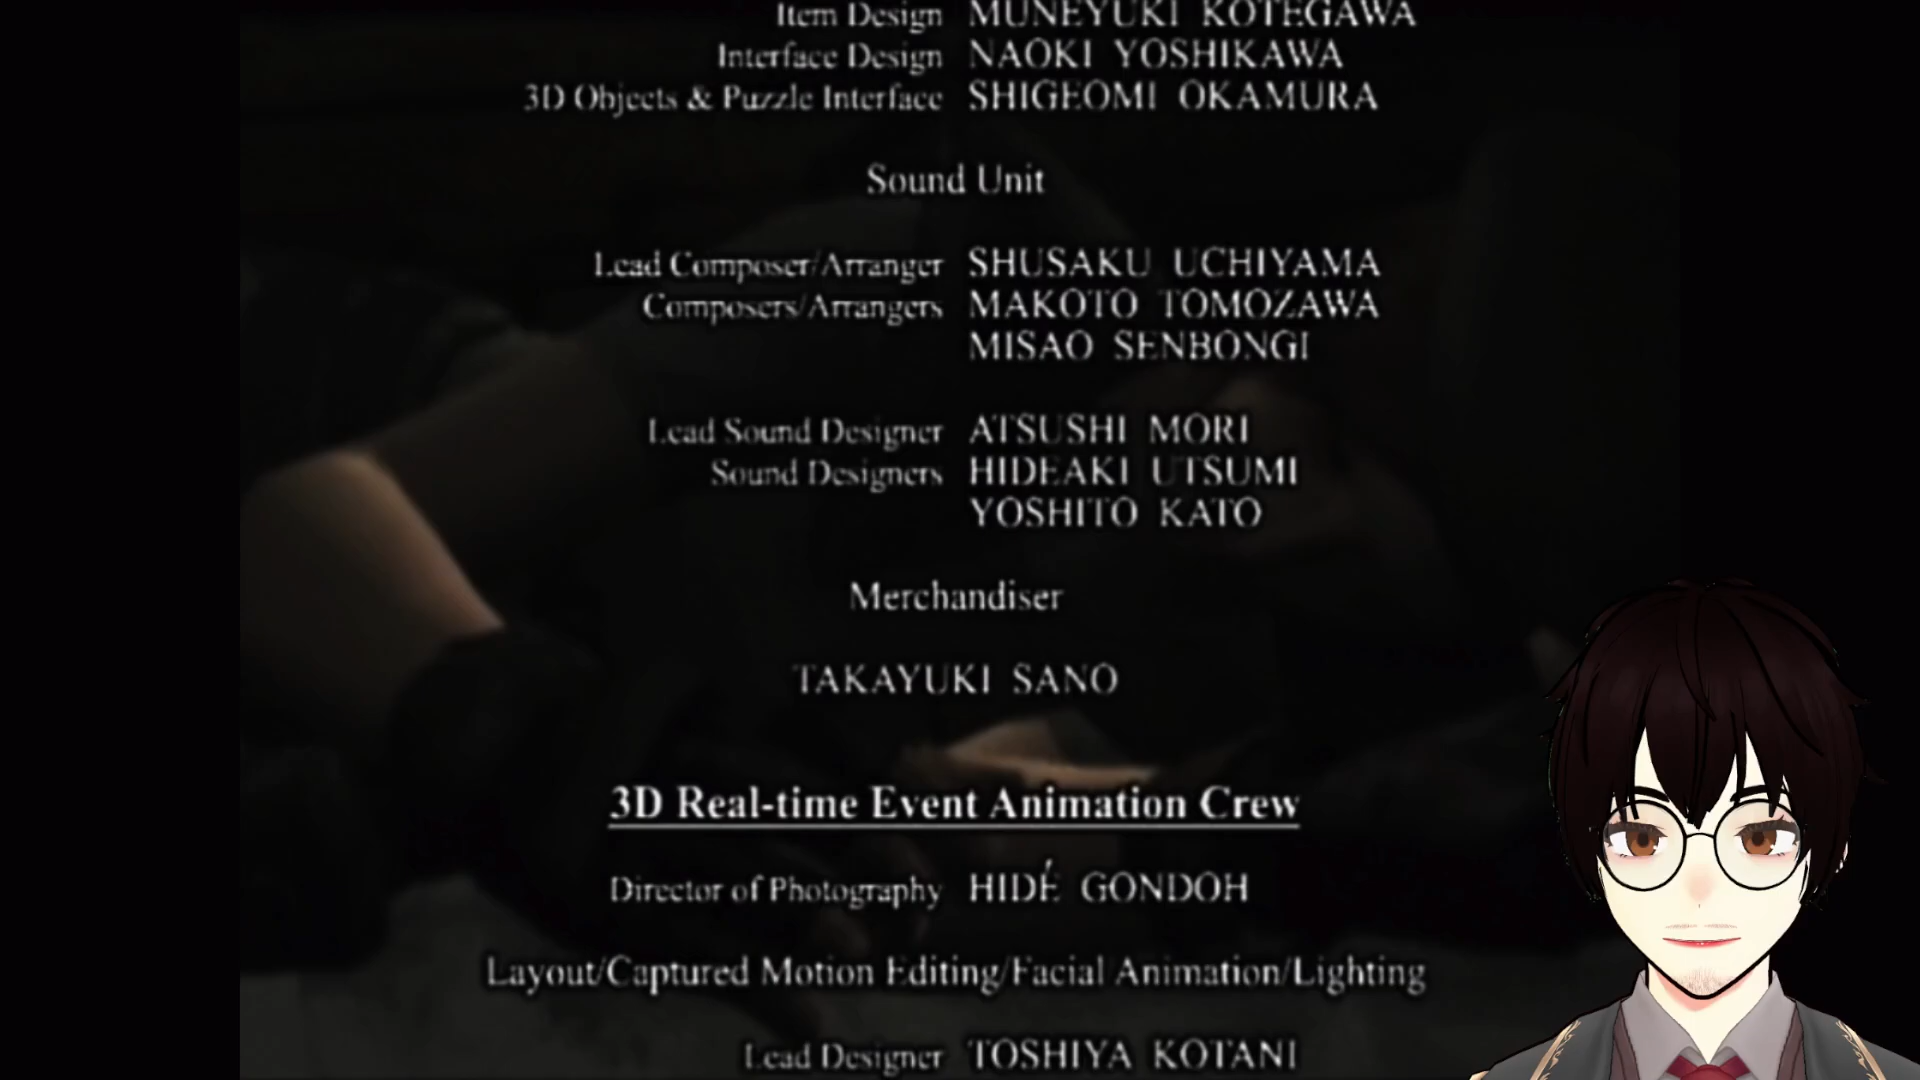 Item Design MUNEYUKI KOTEGAWA
Interface Design NAOKI YOSHIKAWA
3D Objects & Puzzle Interface SHIGEOMI OKAMURA
Sound Unit
Lead Composer/Arranger SHUSAKU UCHIYAMA
Composers/Arrangers MAKOTO TOMOZAWA
MISAO SENBONGI
Lead Sound Designer ATSUSHI MORI
Sound Designers HIDEAKI UTSUMI
YOSHITO KATO
Merchandiser
TAKAYUKI SANO
3D Real-time Event Animation Crew
Director of Photography HIDÉ GONDOH
Layout/Captured Motion Editing/Facial Animation/Lighting
Lead Designer TOSHIYA KOTANI